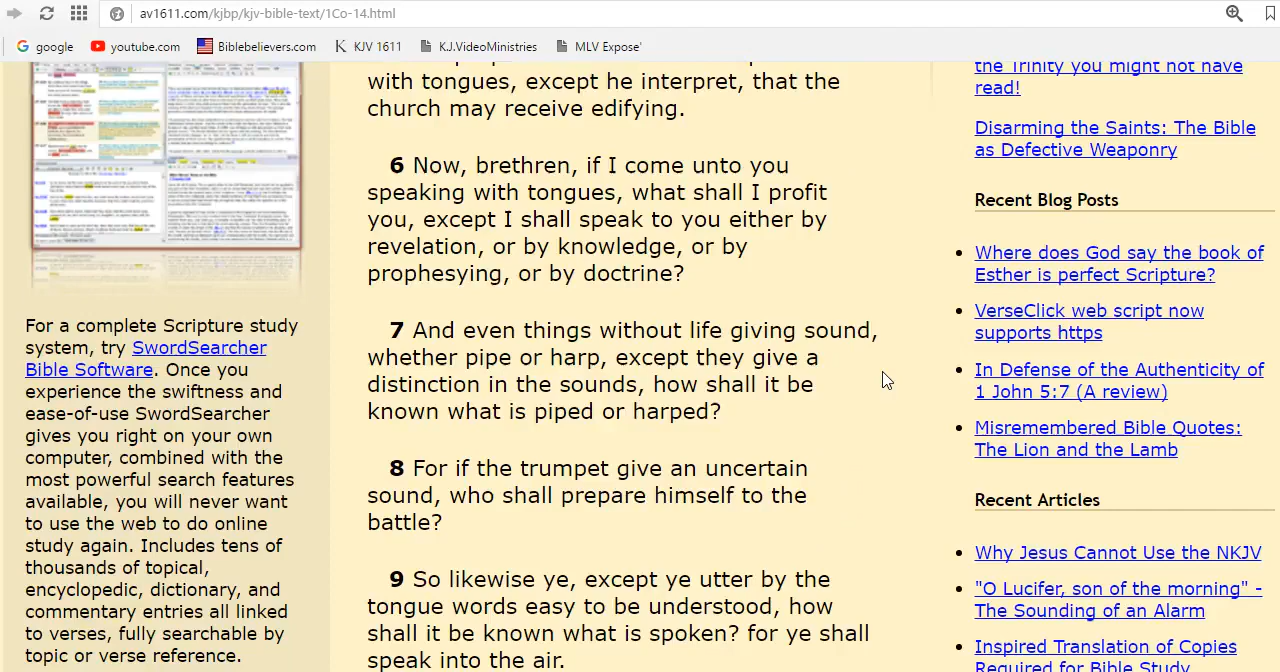 av1611.com/kjbp/kjv-bible-text/1Co-14.html
google
youtube.com
Biblebelievers.com
KJV 1611
K.J.VideoMinistries
MLV Expose'
For a complete Scripture study
system, try SwordSearcher
Bible Software. Once you
experience the swiftness and
ease-of-use SwordSearcher
gives you right on your own
computer, combined with the
most powerful search features
available, you will never want
to use the web to do online
study again. Includes tens of
thousands of topical,
encyclopedic, dictionary, and
commentary entries all linked
to verses, fully searchable by
topic or verse reference.
with tongues, except he interpret, that the
church may receive edifying.
6 Now, brethren, if I come unto you
speaking with tongues, what shall I profit
you, except I shall speak to you either by
revelation, or by knowledge, or by
prophesying, or by doctrine?
7 And even things without life giving sound,
whether pipe or harp, except they give a
distinction in the sounds, how shall it be
known what is piped or harped?
8 For if the trumpet give an uncertain
sound, who shall prepare himself to the
battle?
9 So likewise ye, except ye utter by the
tongue words easy to be understood, how
shall it be known what is spoken? for ye shall
speak into the air.
the Trinity you might not have
read!
Disarming the Saints: The Bible
as Defective Weaponry
Recent Blog Posts
Where does God say the book of
Esther is perfect Scripture?
VerseClick web script now
supports https
In Defense of the Authenticity of
1 John 5:7 (A review)
Misremembered Bible Quotes:
The Lion and the Lamb
Recent Articles
Why Jesus Cannot Use the NKJV
"O Lucifer, son of the morning" -
The Sounding of an Alarm
Inspired Translation of Copies
Required for Bible Study